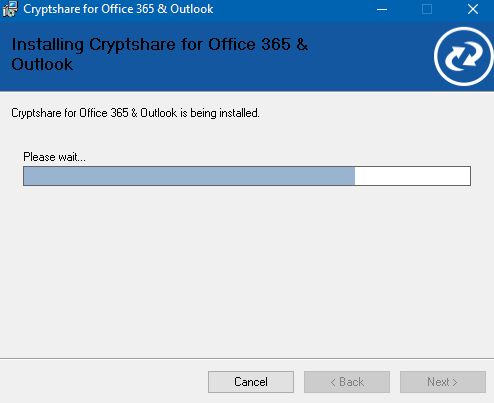 Cryptshare for Office 365 & Outlook
Installing Cryptshare for Office 365 &
Outlook
Cryptshare for Office 365 & Outlook is being installed.
Please wait...
Cancel
< Back
Next >